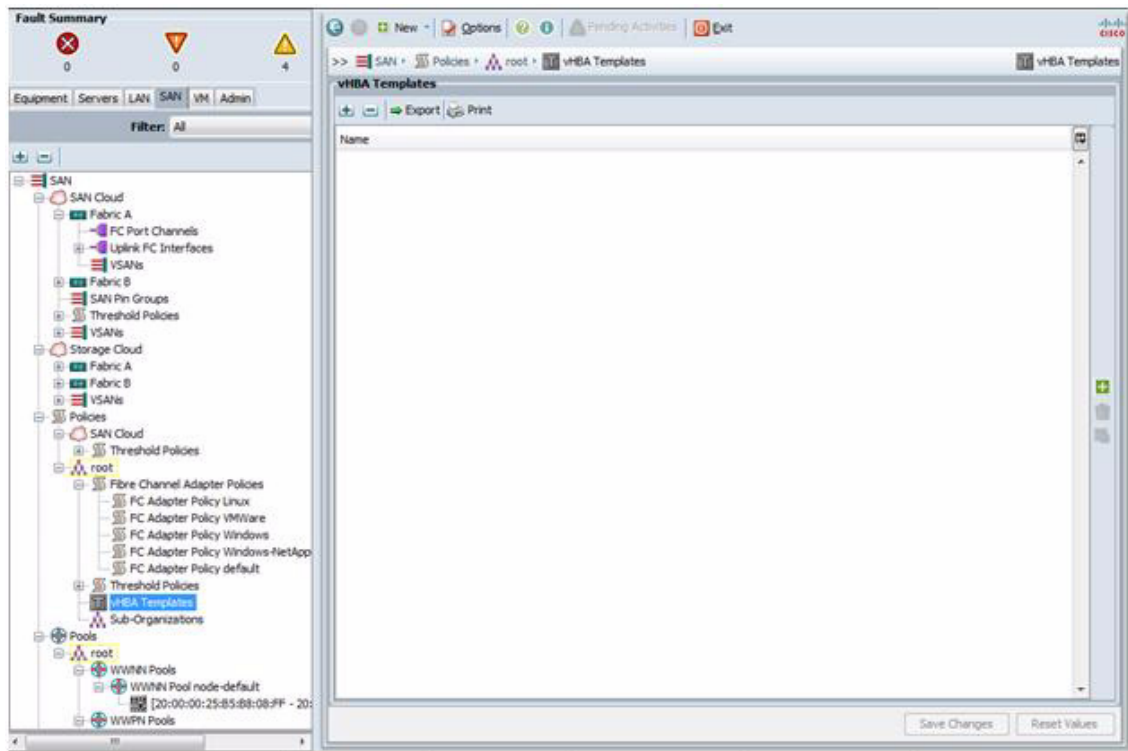 Fault Summary
0 0 4
Equipment Servers LAN SAN VM Admin
Filter: All
SAN
SAN Cloud
Fabric A
FC Port Channels
Uplink FC Interfaces
VSANs
Fabric B
SAN Pin Groups
Threshold Policies
VSANs
Storage Cloud
Fabric A
Fabric B
VSANs
Policies
SAN Cloud
Threshold Policies
root
Fibre Channel Adapter Policies
FC Adapter Policy Linux
FC Adapter Policy VMWare
FC Adapter Policy Windows
FC Adapter Policy Windows-NetApp
FC Adapter Policy default
Threshold Policies
vHBA Templates
Sub-Organizations
Pools
root
WWNN Pools
WWNN Pool node-default
[20:00:00:25:B5:B8:08:FF - 20:
WWPN Pools
New Options Pending Activities Exit
CISCO
>> SAN Policies root vHBA Templates vHBA Templates
vHBA Templates
Export Print
Name
Save Changes Reset Values